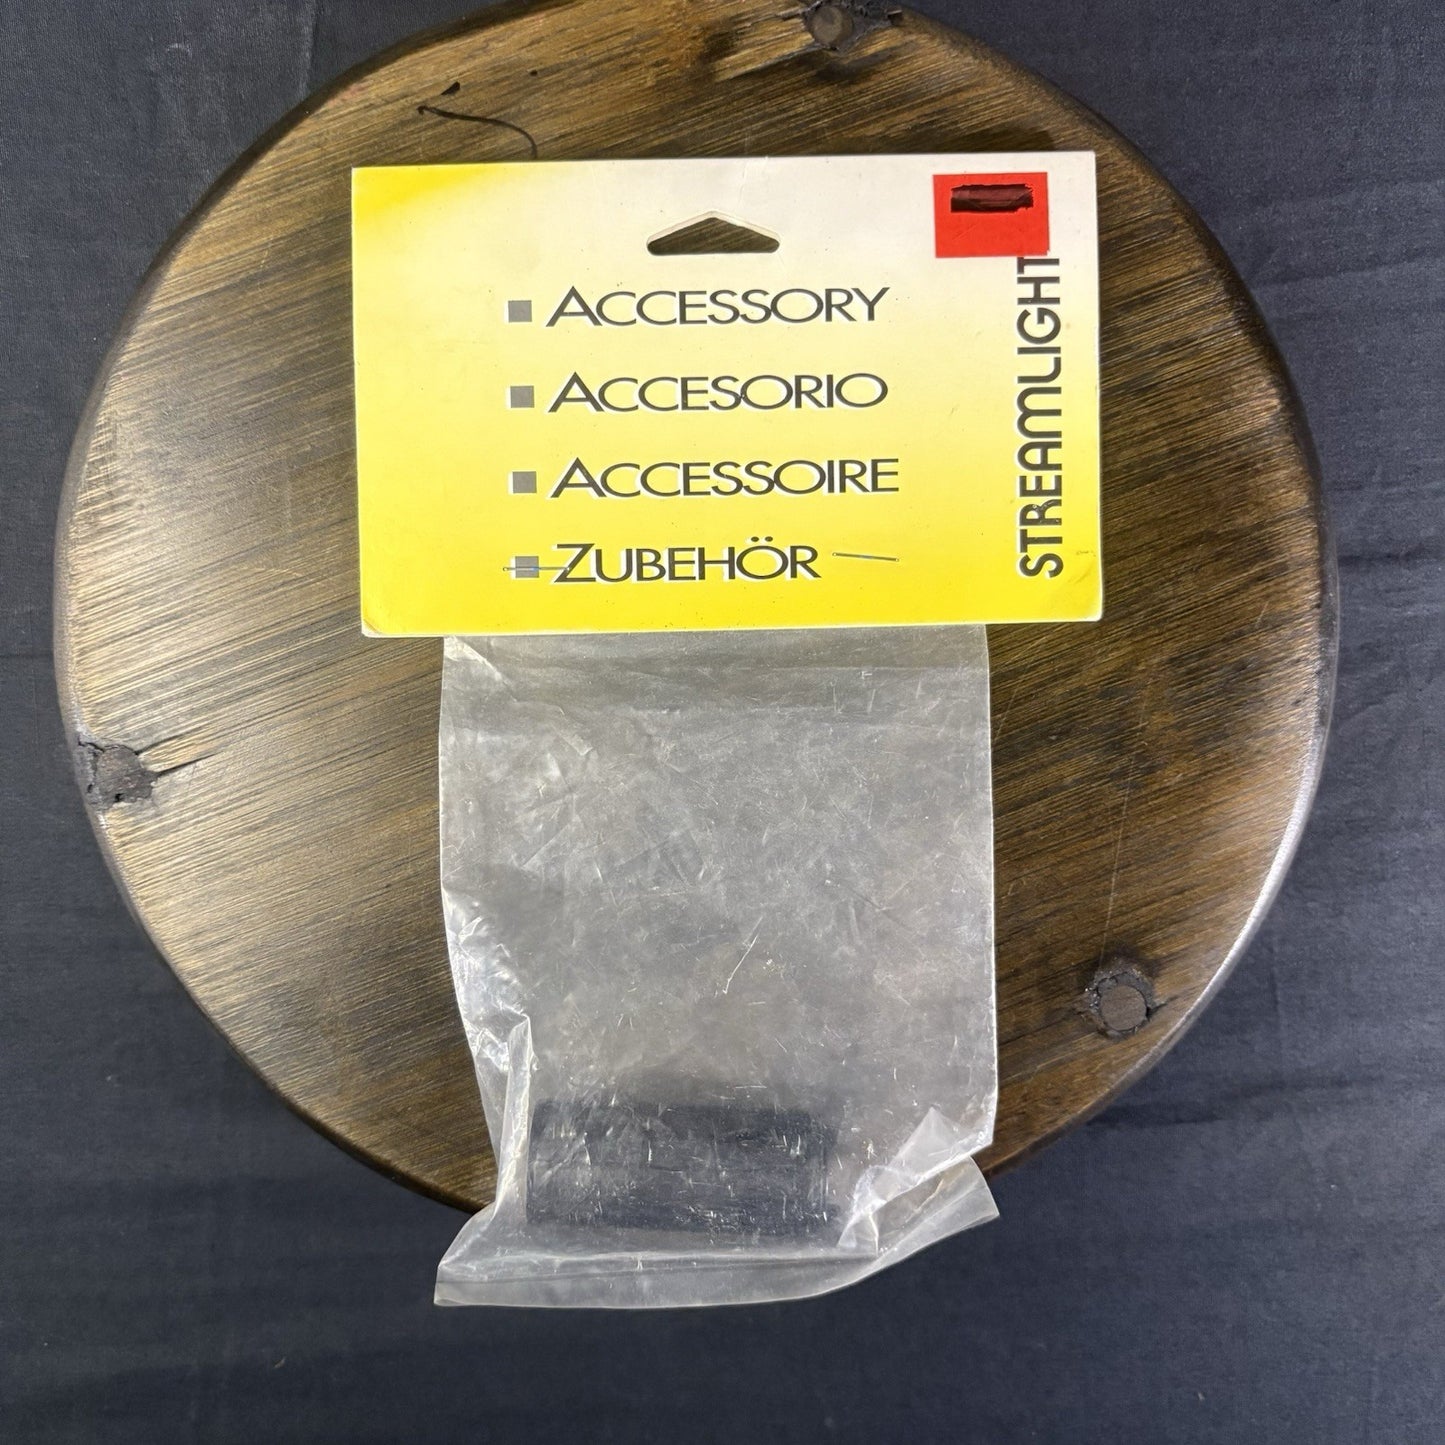 ACCESSORY
ACCESORIO
ACCESSOIRE
ZUBEHÖR
STREAMLIGHT